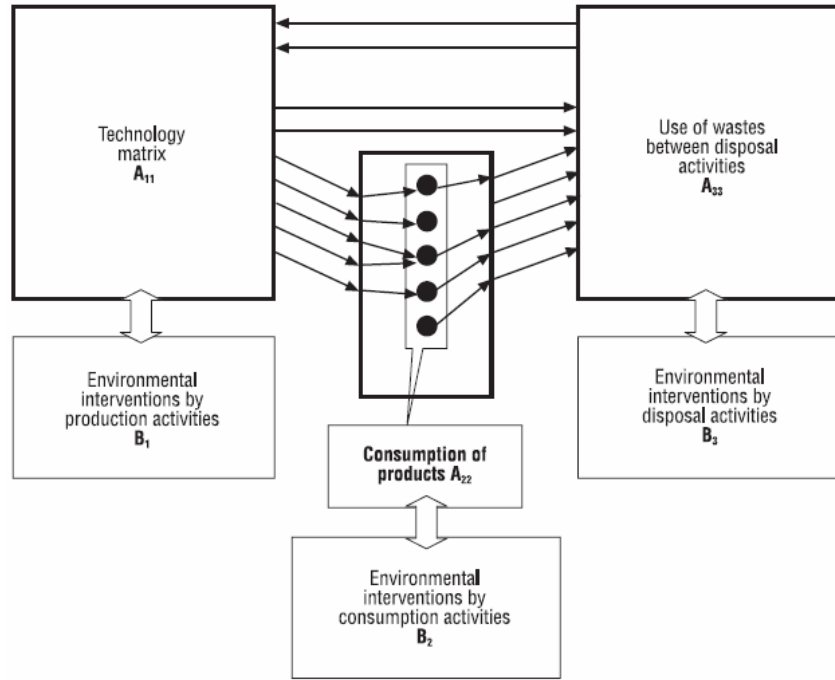 Technology
matrix
A₁₁
Use of wastes
between disposal
activities
A₃₃
Environmental
interventions by
production activities
B₁
Consumption of
products A₂₂
Environmental
interventions by
disposal activities
B₃
Environmental
interventions by
consumption activities
B₂